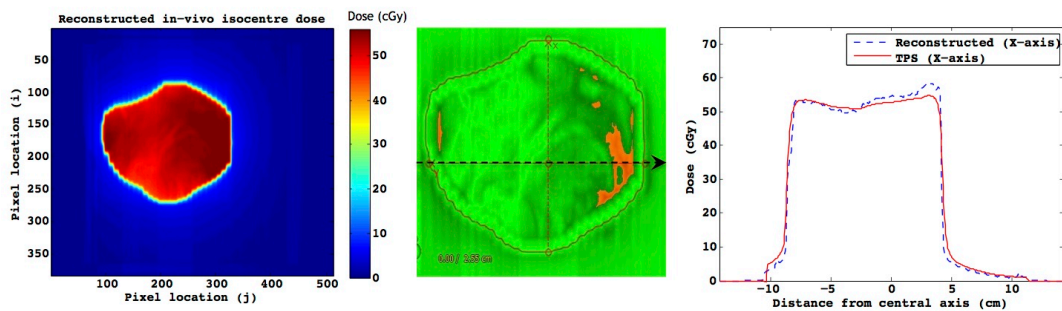 Reconstructed in-vivo isocentre dose
Dose (cGy)
Pixel location (i)
50
100
150
200
250
300
350
100 200 300 400 500
Pixel location (j)
50
40
30
20
10
0
X
Y
Dose (cGy)
70
60
50
40
30
20
10
0
Reconstructed (X-axis)
TPS (X-axis)
-10 -5 0 5 10
Distance from central axis (cm)